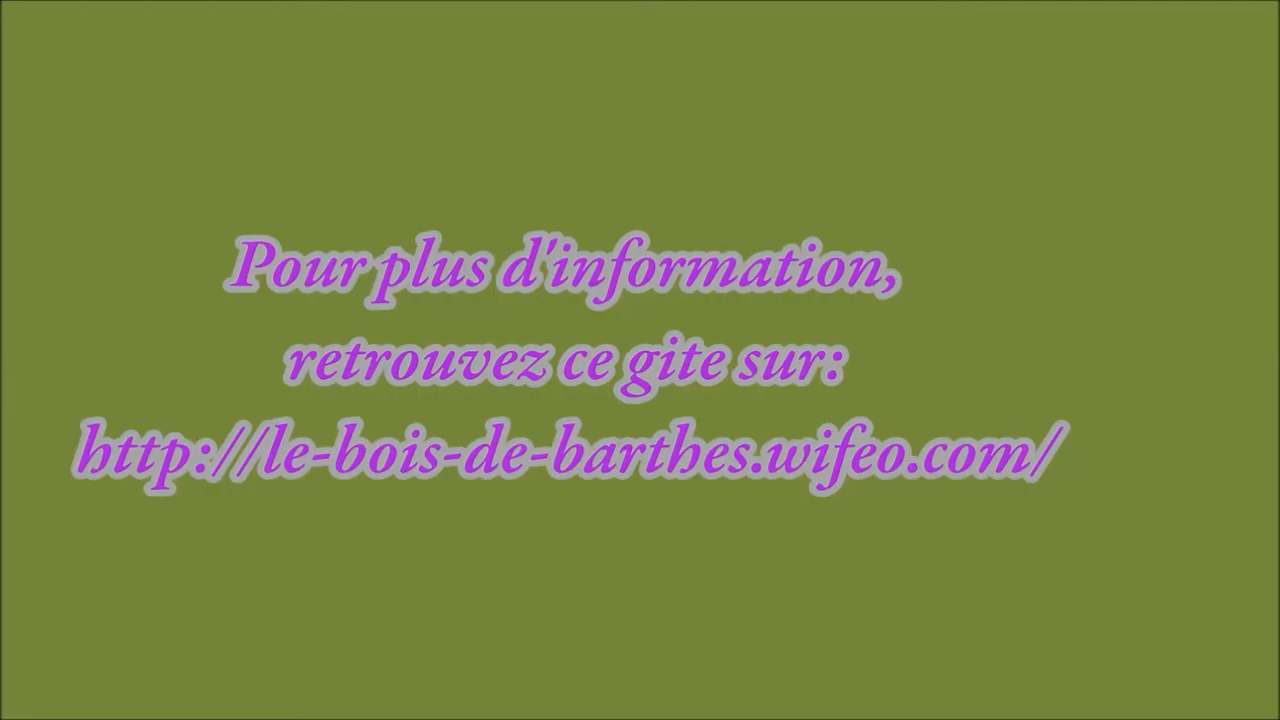 Pour plus d'information,
retrouvez ce gite sur:
http://le-bois-de-barthes.wifeo.com/